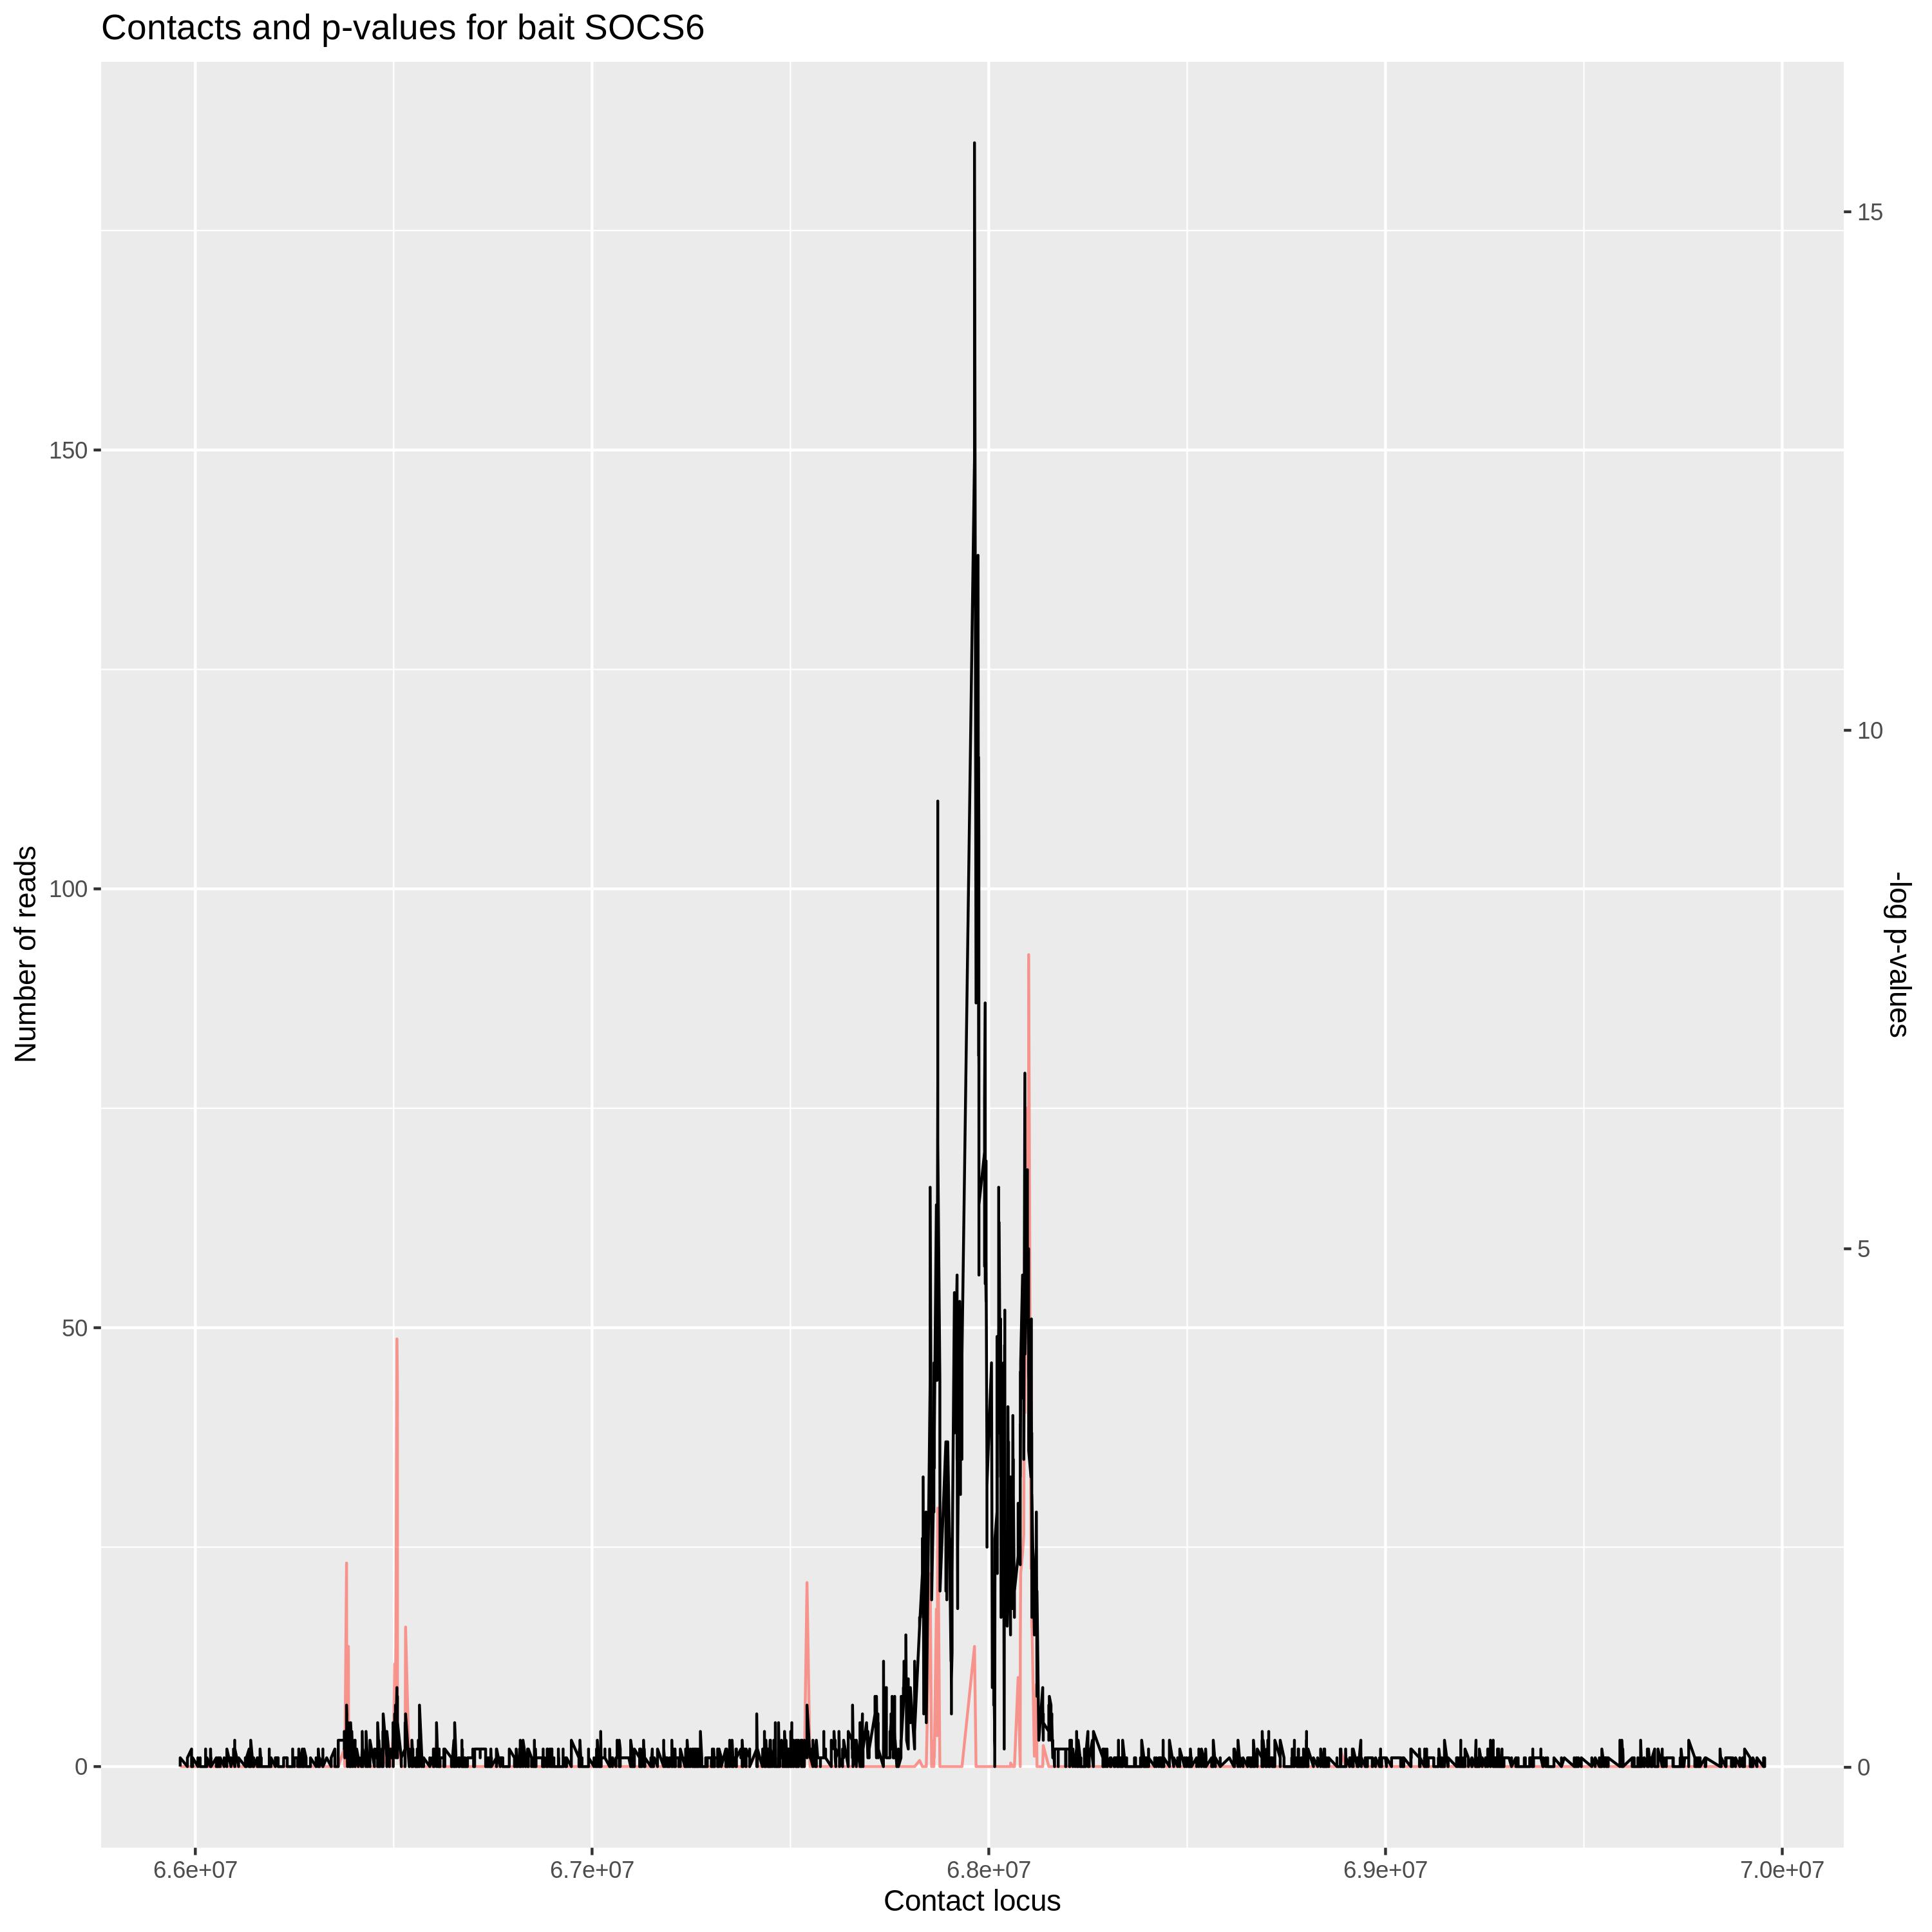 Contacts and p-values for bait SOCS6
Number of reads
150
100
50
0
15
10
5
0
-log p-values
6.6e+07
6.7e+07
6.8e+07
6.9e+07
7.0e+07
Contact locus